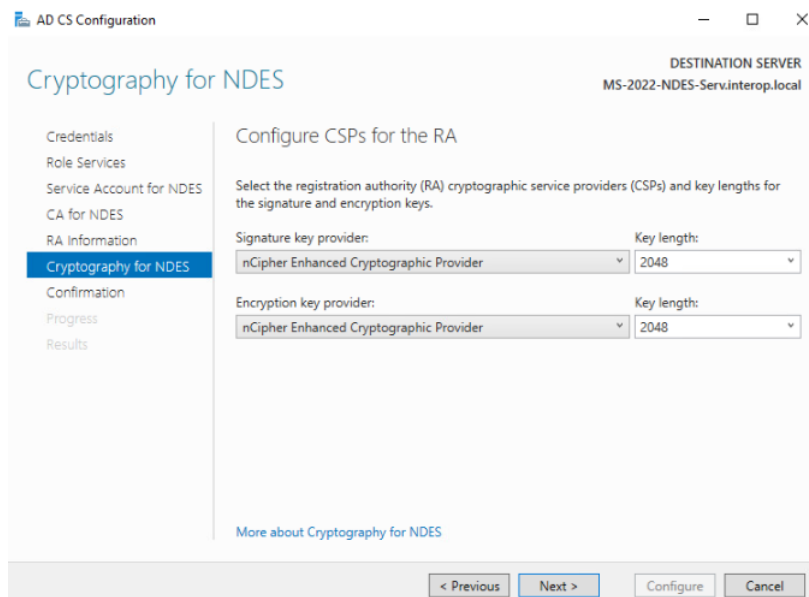 AD CS Configuration
Cryptography for NDES
DESTINATION SERVER
MS-2022-NDES-Serv.interop.local
Credentials
Role Services
Service Account for NDES
CA for NDES
RA Information
Cryptography for NDES
Confirmation
Progress
Results
Configure CSPs for the RA
Select the registration authority (RA) cryptographic service providers (CSPs) and key lengths for
the signature and encryption keys.
Signature key provider:
Key length:
nCipher Enhanced Cryptographic Provider
2048
Encryption key provider:
Key length:
nCipher Enhanced Cryptographic Provider
2048
More about Cryptography for NDES
< Previous
Next >
Configure
Cancel